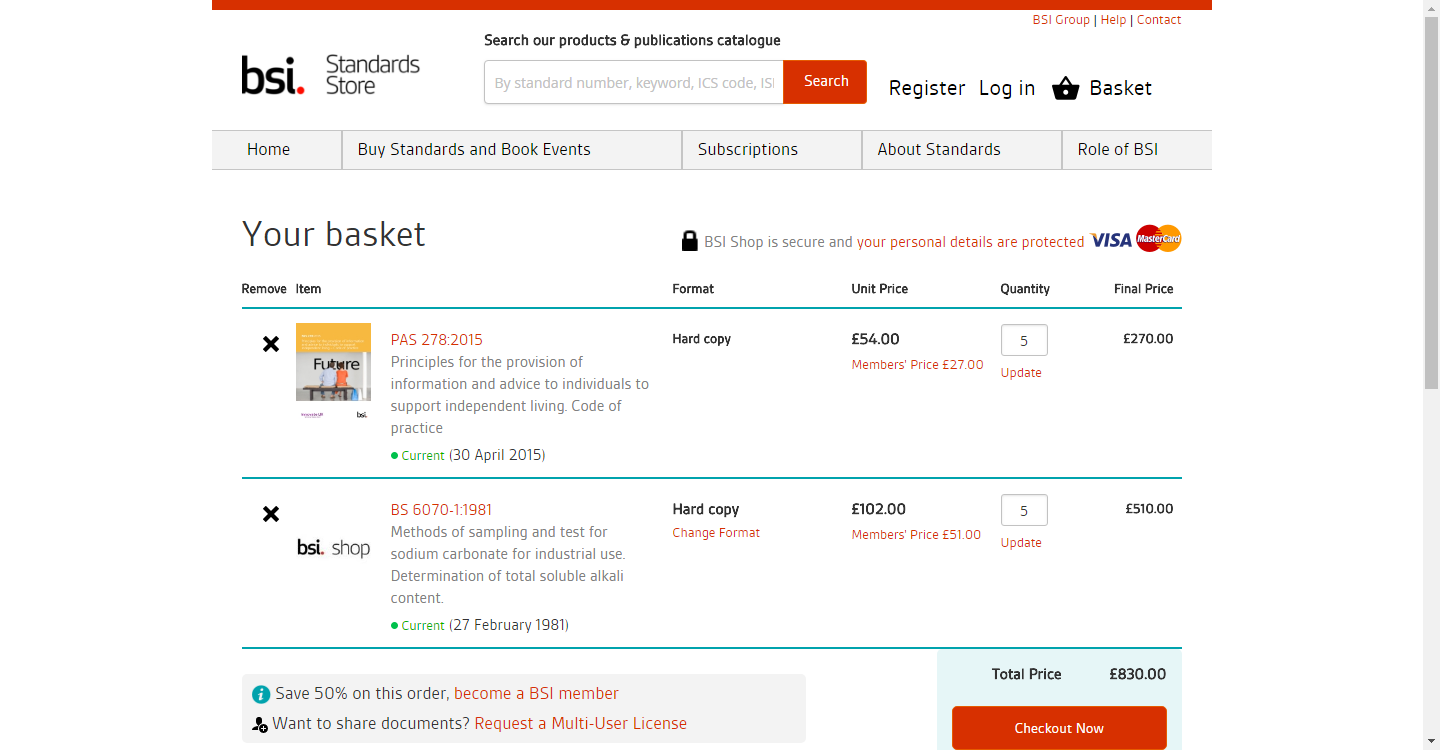 BSI Group | Help | Contact
Search our products & publications catalogue
bsi. Standards Store
By standard number, keyword, ICS code, ISI
Search
Register Log in Basket
Home Buy Standards and Book Events Subscriptions About Standards Role of BSI
Your basket
BSI Shop is secure and your personal details are protected VISA MasterCard
Remove Item Format Unit Price Quantity Final Price
PAS 278:2015
Principles for the provision of
information and advice to individuals to
support independent living. Code of
practice
Current (30 April 2015)
Future
bsi.
Hard copy
£54.00
Members' Price £27.00
5
Update
£270.00
BS 6070-1:1981
Methods of sampling and test for
sodium carbonate for industrial use.
Determination of total soluble alkali
content.
Current (27 February 1981)
bsi. shop
Hard copy
Change Format
£102.00
Members' Price £51.00
5
Update
£510.00
Total Price £830.00
Save 50% on this order, become a BSI member
Want to share documents? Request a Multi-User License
Checkout Now